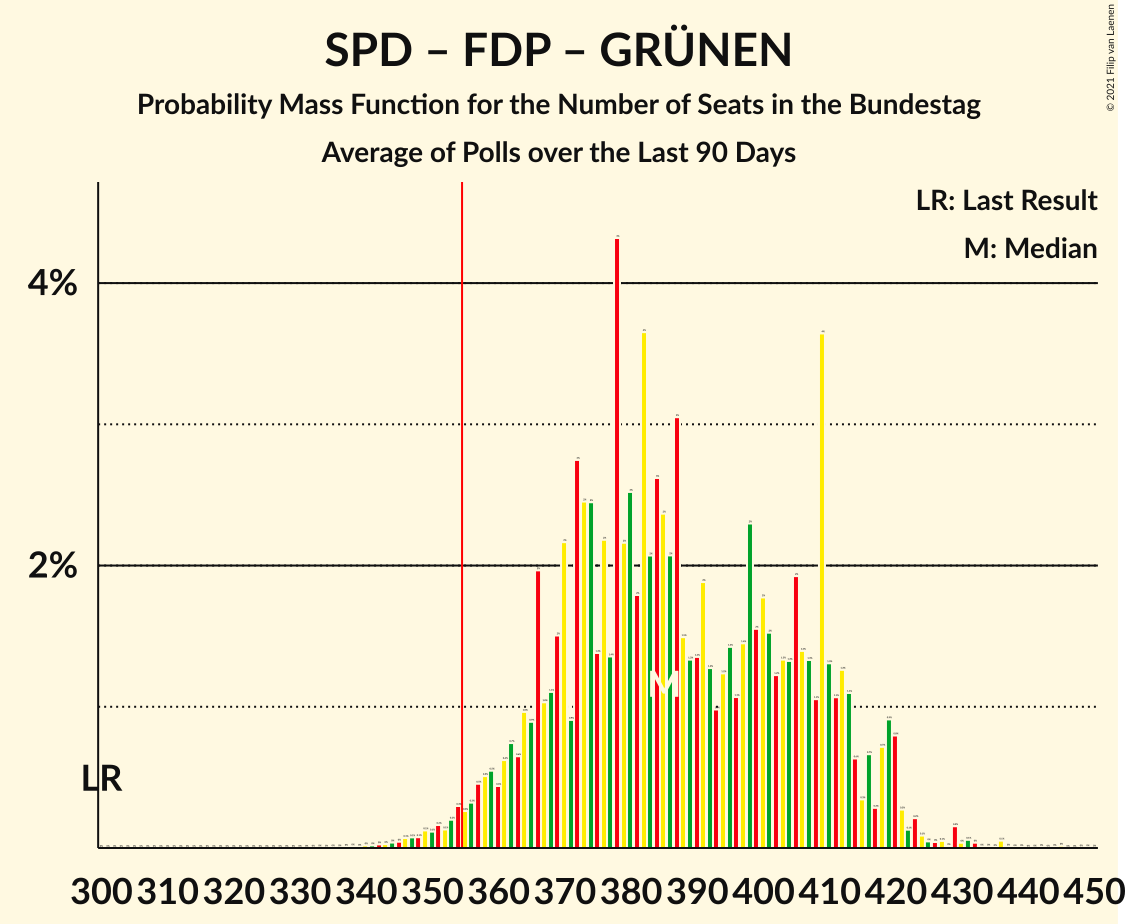 SPD – FDP – GRÜNEN
Probability Mass Function for the Number of Seats in the Bundestag
Average of Polls over the Last 90 Days
© 2021 Filip van Laenen
LR: Last Result
M: Median
4%
2%
M
LR
300 310 320 330 340 350 360 370 380 390 400 410 420 430 440 450